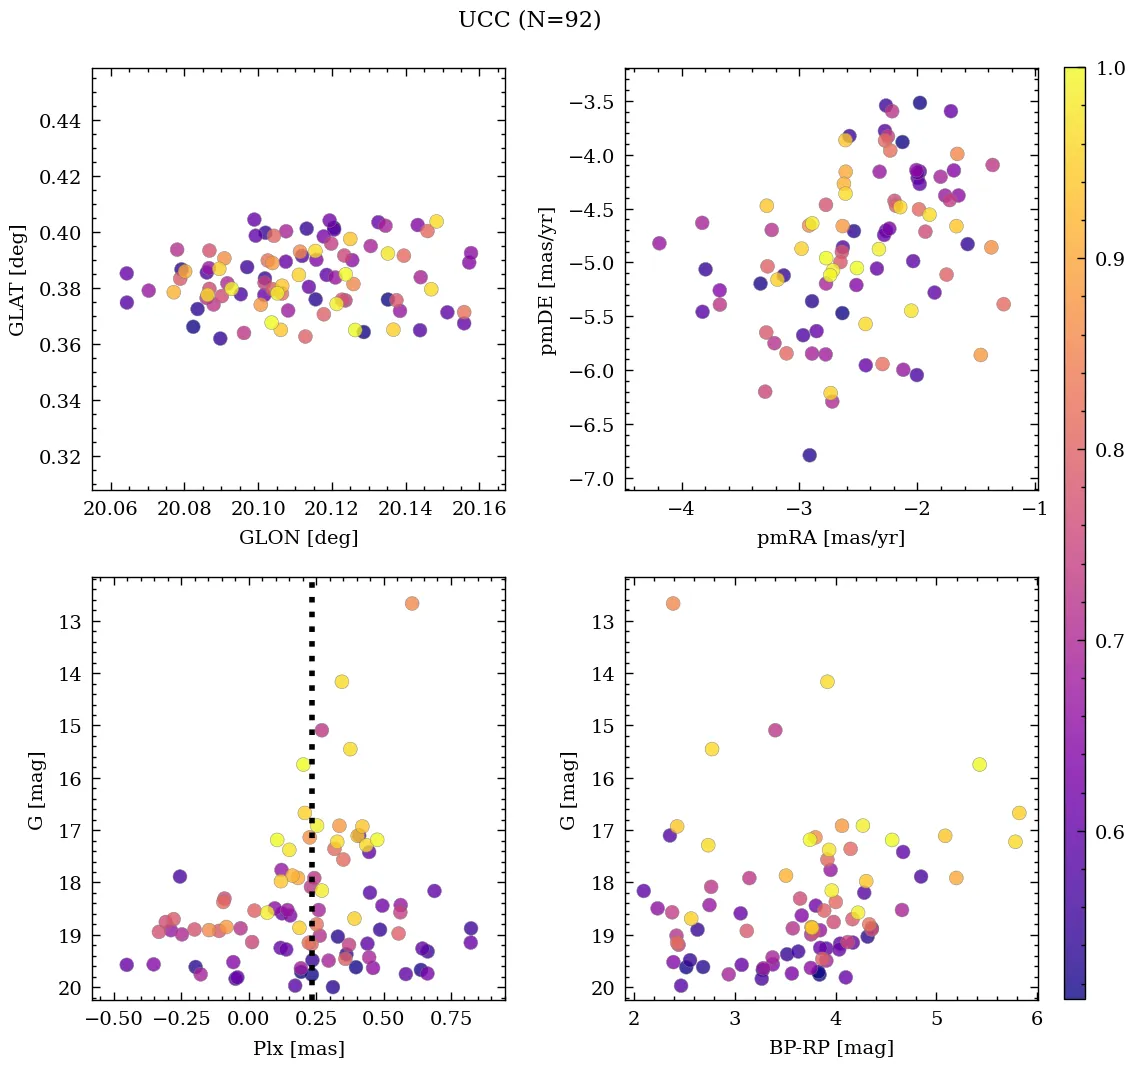 UCC (N=92)
0.44
0.42
0.40
0.38
0.36
0.34
0.32
GLAT [deg]
20.06 20.08 20.10 20.12 20.14 20.16
GLON [deg]
−3.5
−4.0
−4.5
−5.0
−5.5
−6.0
−6.5
−7.0
pmDE [mas/yr]
−4 −3 −2 −1
pmRA [mas/yr]
13
14
15
16
17
18
19
20
G [mag]
−0.50 −0.25 0.00 0.25 0.50 0.75
Plx [mas]
13
14
15
16
17
18
19
20
G [mag]
2 3 4 5 6
BP-RP [mag]
1.0
0.9
0.8
0.7
0.6